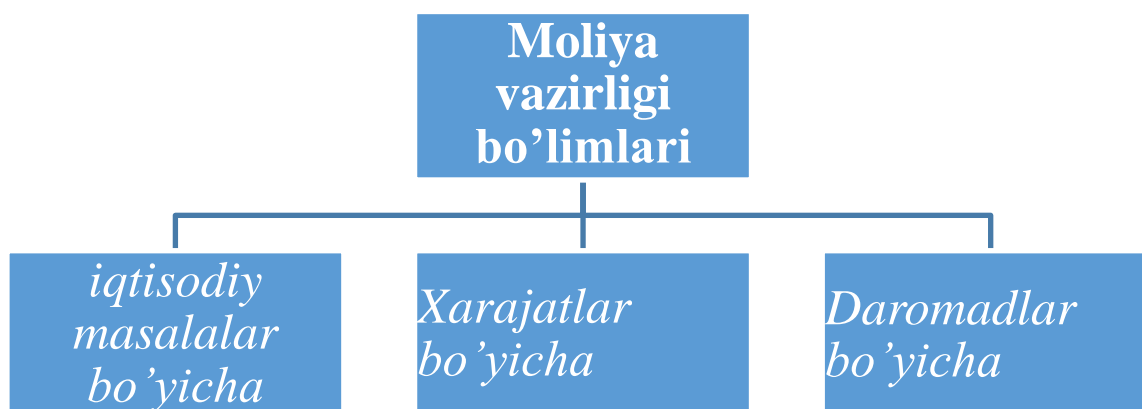 Moliya
vazirligi
bo’limlari
iqtisodiy
masalalar
bo’yicha
Xarajatlar
bo’yicha
Daromadlar
bo’yicha